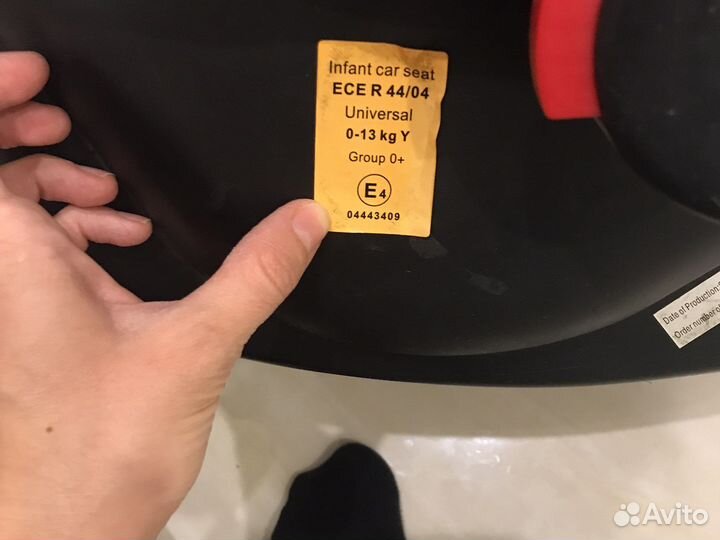 Infant car seat
ECE R 44/04
Universal
0-13 kg Y
Group 0+
E4
04443409
Date of Production:
Order number of
Avito